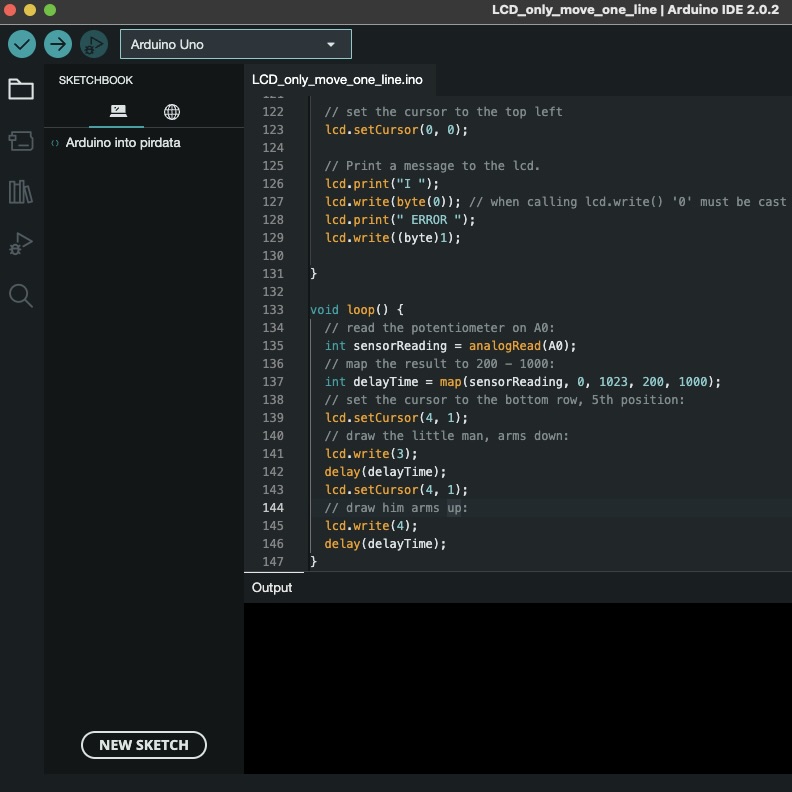 LCD_only_move_one_line | Arduino IDE 2.0.2
Arduino Uno
SKETCHBOOK
Arduino into pirdata
NEW SKETCH
LCD_only_move_one_line.ino
122 // set the cursor to the top left
123 lcd.setCursor(0, 0);
124
125 // Print a message to the lcd.
126 lcd.print("I ");
127 lcd.write(byte(0)); // when calling lcd.write() '0' must be cast
128 lcd.print(" ERROR ");
129 lcd.write((byte)1);
130
131 }
132
133 void loop() {
134 // read the potentiometer on A0:
135 int sensorReading = analogRead(A0);
136 // map the result to 200 - 1000:
137 int delayTime = map(sensorReading, 0, 1023, 200, 1000);
138 // set the cursor to the bottom row, 5th position:
139 lcd.setCursor(4, 1);
140 // draw the little man, arms down:
141 lcd.write(3);
142 delay(delayTime);
143 lcd.setCursor(4, 1);
144 // draw him arms up:
145 lcd.write(4);
146 delay(delayTime);
147 }
Output